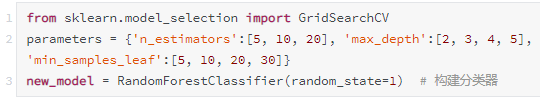 1 from sklearn.model_selection import GridSearchCV
2 parameters = {'n_estimators':[5, 10, 20], 'max_depth':[2, 3, 4, 5],
'min_samples_leaf':[5, 10, 20, 30]}
3 new_model = RandomForestClassifier(random_state=1)  # 构建分类器